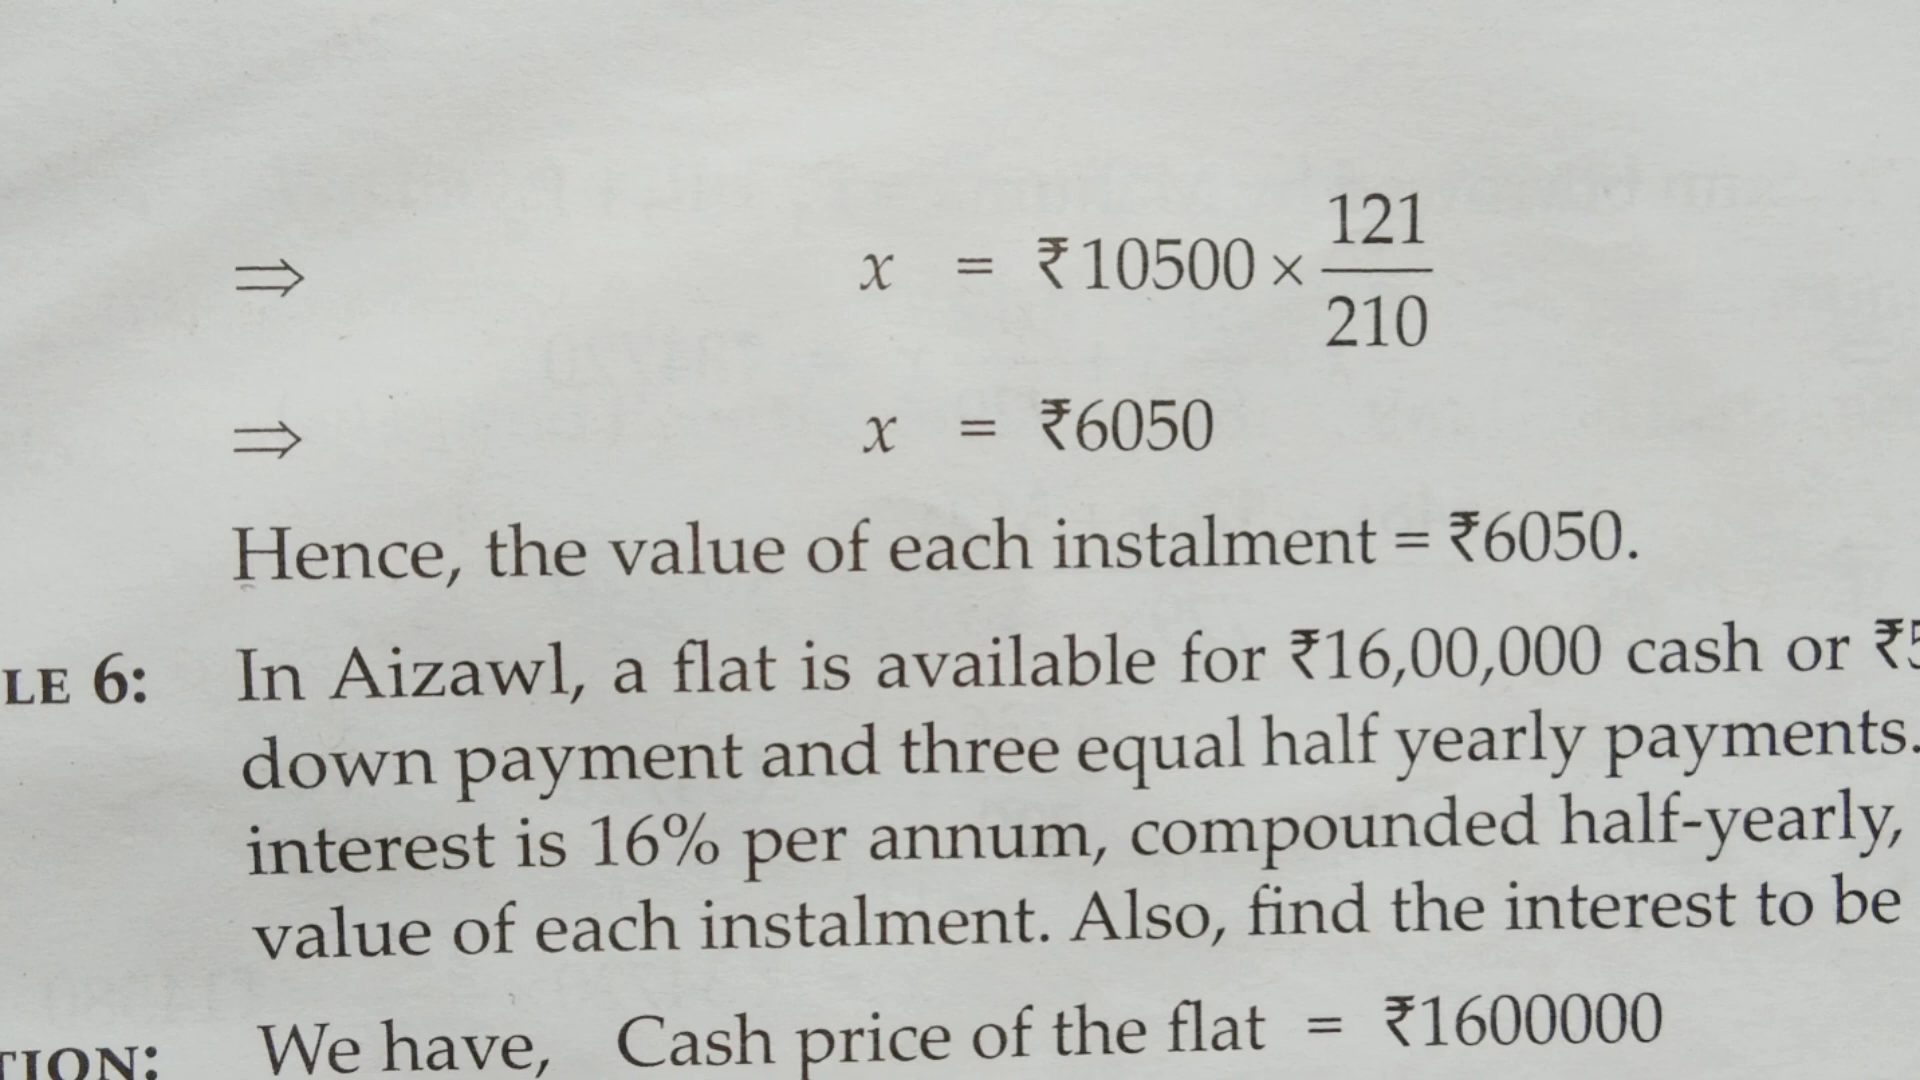 ⇒ x = ₹10500 × 121/210
⇒ x = ₹6050
Hence, the value of each instalment = ₹6050.
LE 6: In Aizawl, a flat is available for ₹16,00,000 cash or ₹5
down payment and three equal half yearly payments.
interest is 16% per annum, compounded half-yearly,
value of each instalment. Also, find the interest to be
TION: We have, Cash price of the flat = ₹1600000